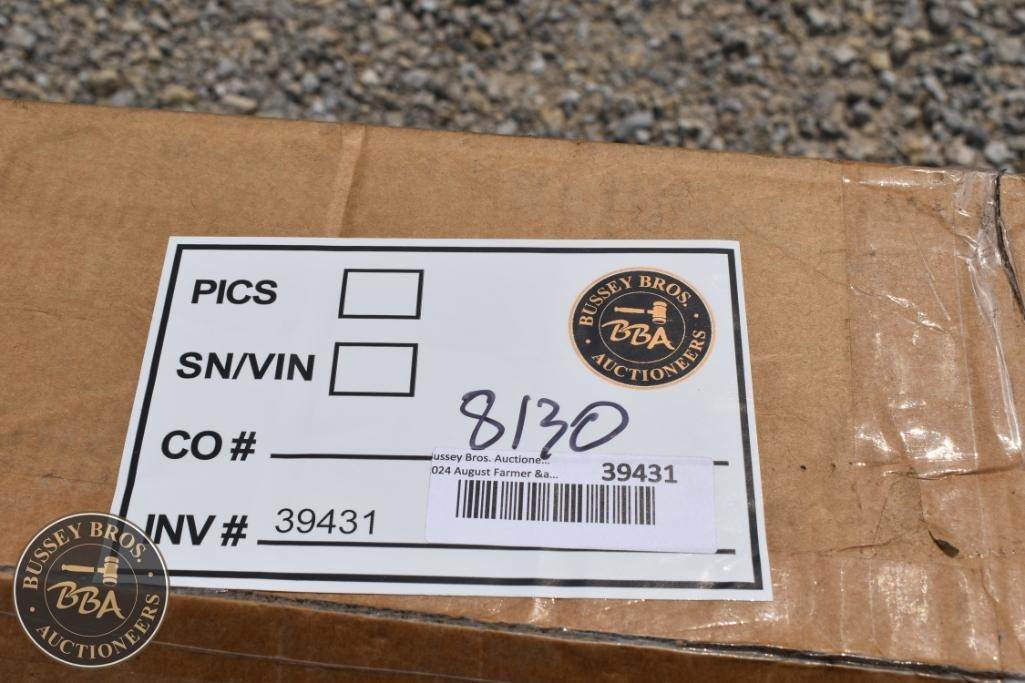 PICS
BUSSEY BROS.
BBA
AUCTIONEERS
SN/VIN
CO # 8130
ussey Bros. Auctione...
024 August Farmer &a...
39431
INV # 39431
BUSSEY BROS.
BBA
AUCTIONEERS